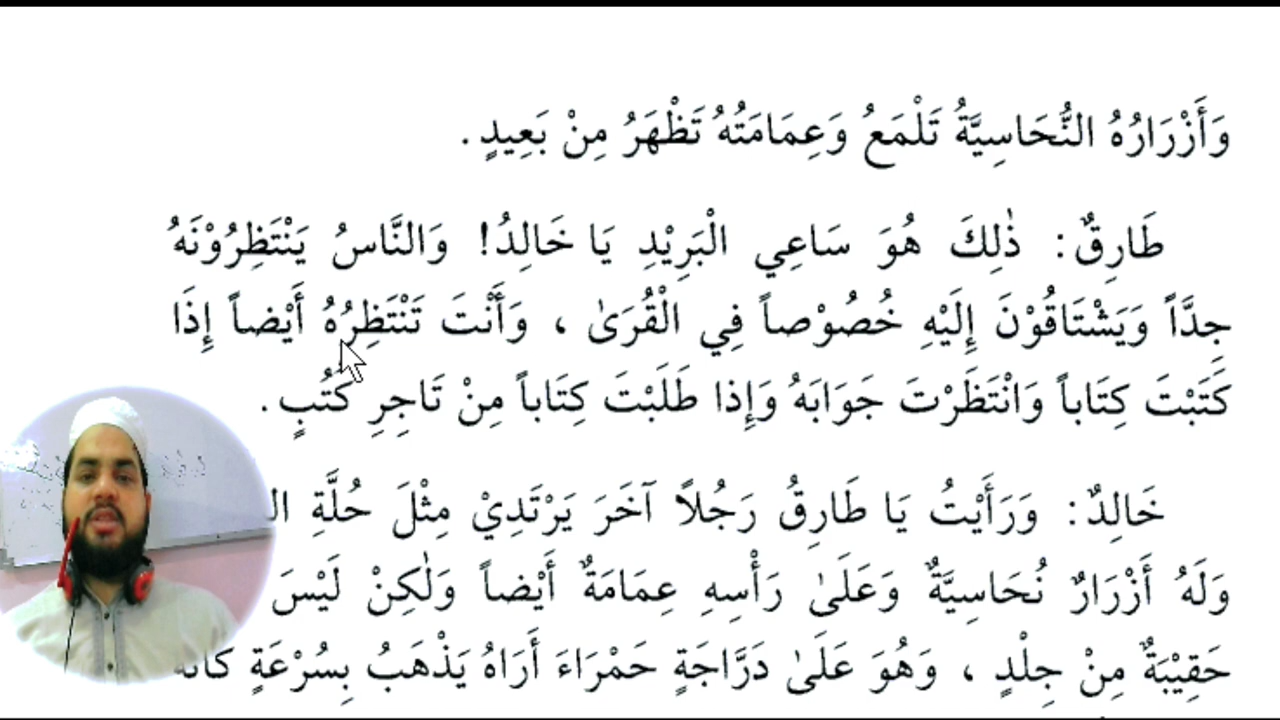 وَأَزْرَارُهُ النُّحَاسِيَّةُ تَلْمَعُ وَعِمَامَتُهُ تَظْهَرُ مِنْ بَعِيدٍ .
طَارِقٌ : ذٰلِكَ هُوَ سَاعِي الْبَرِيْدِ يَا خَالِدُ! وَالنَّاسُ يَنْتَظِرُوْنَهُ
جِدَّاً وَيَشْتَاقُوْنَ إِلَيْهِ خُصُوْصاً فِي الْقُرَىٰ ، وَأَنْتَ تَنْتَظِرُهُ أَيْضاً إِذَا
كَتَبْتَ كِتَاباً وَانْتَظَرْتَ جَوَابَهُ وَإِذا طَلَبْتَ كِتَاباً مِنْ تَاجِرِ كُتُبٍ .
خَالِدٌ : وَرَأَيْتُ يَا طَارِقُ رَجُلاً آخَرَ يَرْتَدِيْ مِثْلَ حُلَّةِ
وَلَهُ أَزْرَارٌ نُحَاسِيَّةٌ وَعَلَىٰ رَأْسِهِ عِمَامَةٌ أَيْضاً وَلٰكِنْ لَيْسَ
حَقِيْبَةٌ مِنْ جِلْدٍ ، وَهُوَ عَلَىٰ دَرَّاجَةٍ حَمْرَاءَ أَرَاهُ يَذْهَبُ بِسُرْعَةٍ كَأَنَّهُ